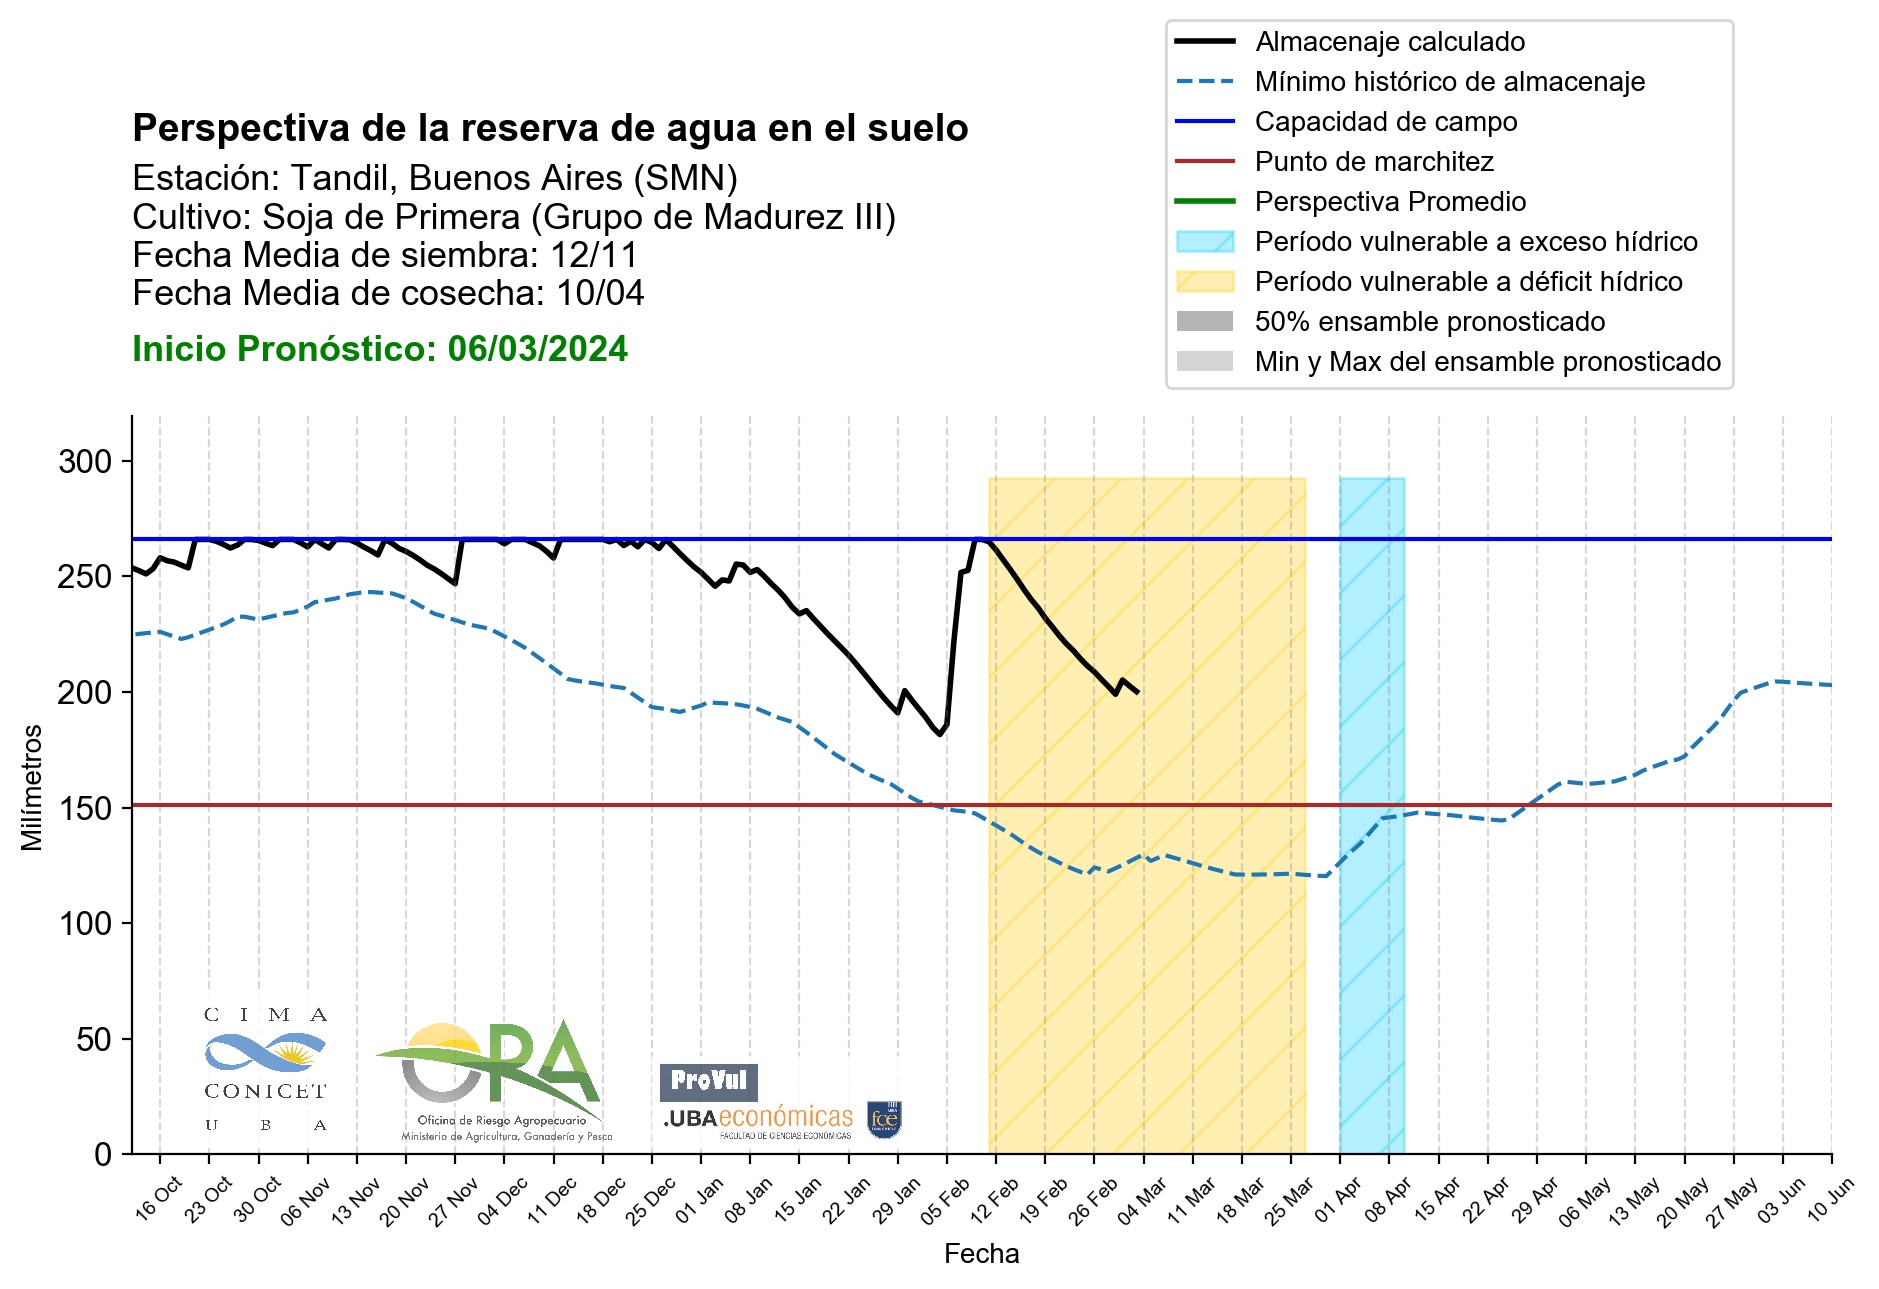 Almacenaje calculado
Mínimo histórico de almacenaje
Capacidad de campo
Punto de marchitez
Perspectiva Promedio
Período vulnerable a exceso hídrico
Período vulnerable a déficit hídrico
50% ensamble pronosticado
Min y Max del ensamble pronosticado
Perspectiva de la reserva de agua en el suelo
Estación: Tandil, Buenos Aires (SMN)
Cultivo: Soja de Primera (Grupo de Madurez III)
Fecha Media de siembra: 12/11
Fecha Media de cosecha: 10/04
Inicio Pronóstico: 06/03/2024
Milímetros
300
250
200
150
100
50
0
C I M A
CONICET
U B A
ORA
Oficina de Riesgo Agropecuario
Ministerio de Agricultura, Ganadería y Pesca
ProVul
.UBAeconómicas
FACULTAD DE CIENCIAS ECONÓMICAS
UBA
fce
16 Oct
23 Oct
30 Oct
06 Nov
13 Nov
20 Nov
27 Nov
04 Dec
11 Dec
18 Dec
25 Dec
01 Jan
08 Jan
15 Jan
22 Jan
29 Jan
05 Feb
12 Feb
19 Feb
26 Feb
04 Mar
11 Mar
18 Mar
25 Mar
01 Apr
08 Apr
15 Apr
22 Apr
29 Apr
06 May
13 May
20 May
27 May
03 Jun
10 Jun
Fecha